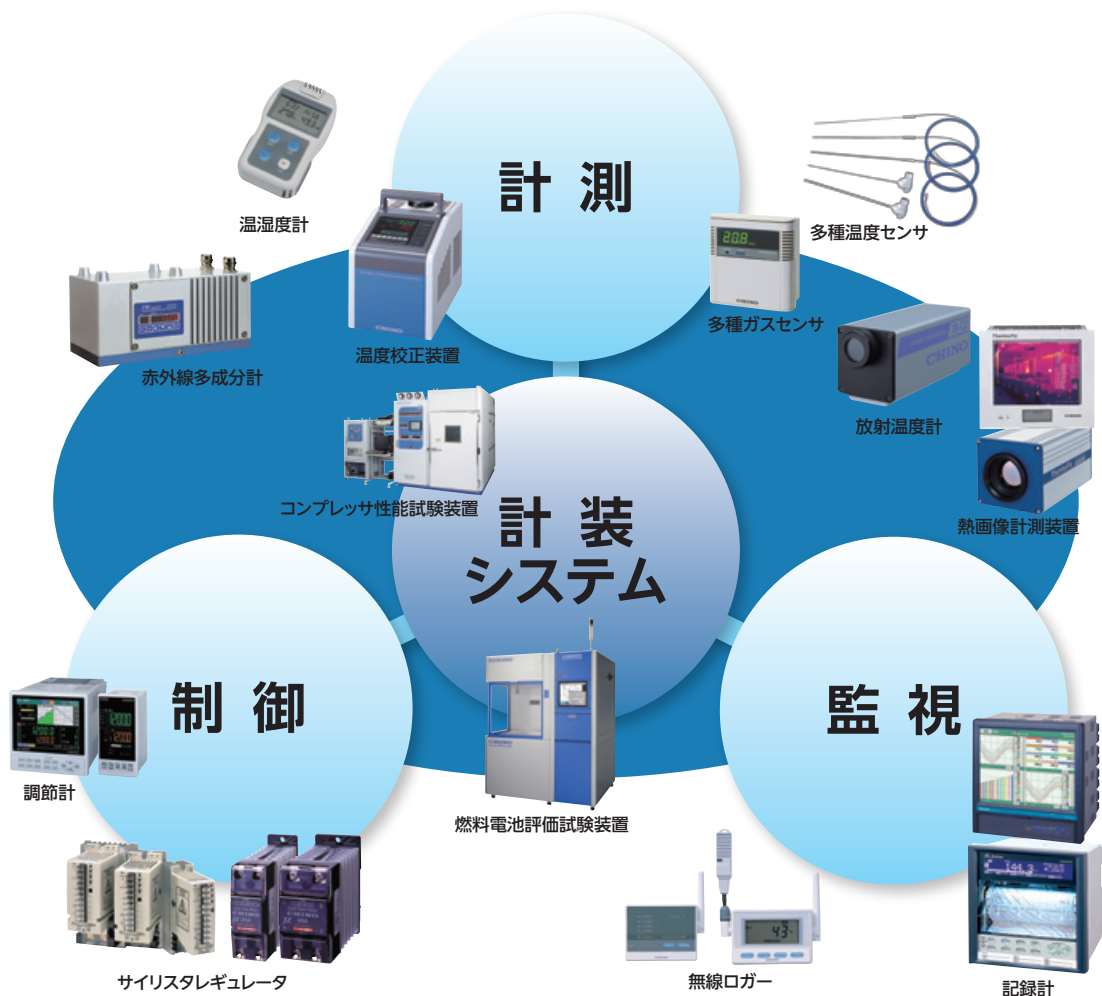 計 測
温湿度計
多種温度センサ
温度校正装置
多種ガスセンサ
赤外線多成分計
CHINO
放射温度計
コンプレッサ性能試験装置
熱画像計測装置
計 装
システム
制 御
監 視
調節計
燃料電池評価試験装置
サイリスタレギュレータ
無線ロガー
記録計